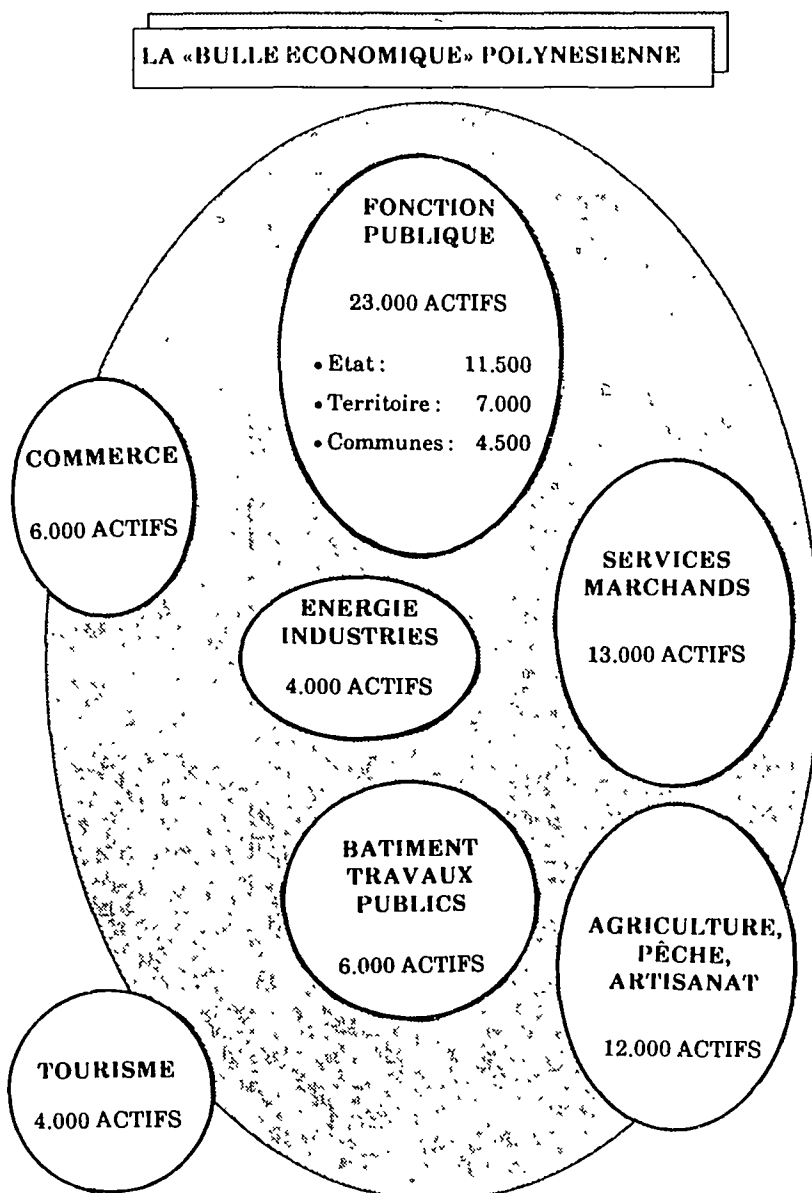 LA «BULLE ECONOMIQUE» POLYNESIENNE
FONCTION
PUBLIQUE
23.000 ACTIFS
• Etat : 11.500
• Territoire : 7.000
• Communes : 4.500
COMMERCE
6.000 ACTIFS
SERVICES
MARCHANDS
13.000 ACTIFS
ENERGIE
INDUSTRIES
4.000 ACTIFS
BATIMENT
TRAVAUX
PUBLICS
6.000 ACTIFS
AGRICULTURE,
PÊCHE,
ARTISANAT
12.000 ACTIFS
TOURISME
4.000 ACTIFS